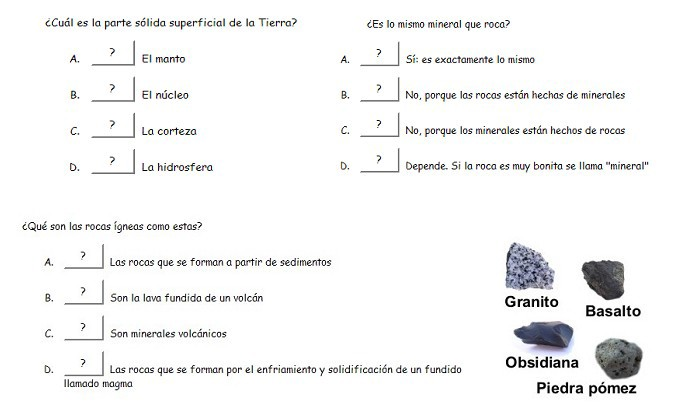 ¿Cuál es la parte sólida superficial de la Tierra?
A. ? El manto
B. ? El núcleo
C. ? La corteza
D. ? La hidrosfera
¿Es lo mismo mineral que roca?
A. ? Sí: es exactamente lo mismo
B. ? No, porque las rocas están hechas de minerales
C. ? No, porque los minerales están hechos de rocas
D. ? Depende. Si la roca es muy bonita se llama "mineral"
¿Qué son las rocas ígneas como estas?
A. ? Las rocas que se forman a partir de sedimentos
B. ? Son la lava fundida de un volcán
C. ? Son minerales volcánicos
D. ? Las rocas que se forman por el enfriamiento y solidificación de un fundido
llamado magma
Granito
Basalto
Obsidiana
Piedra pómez